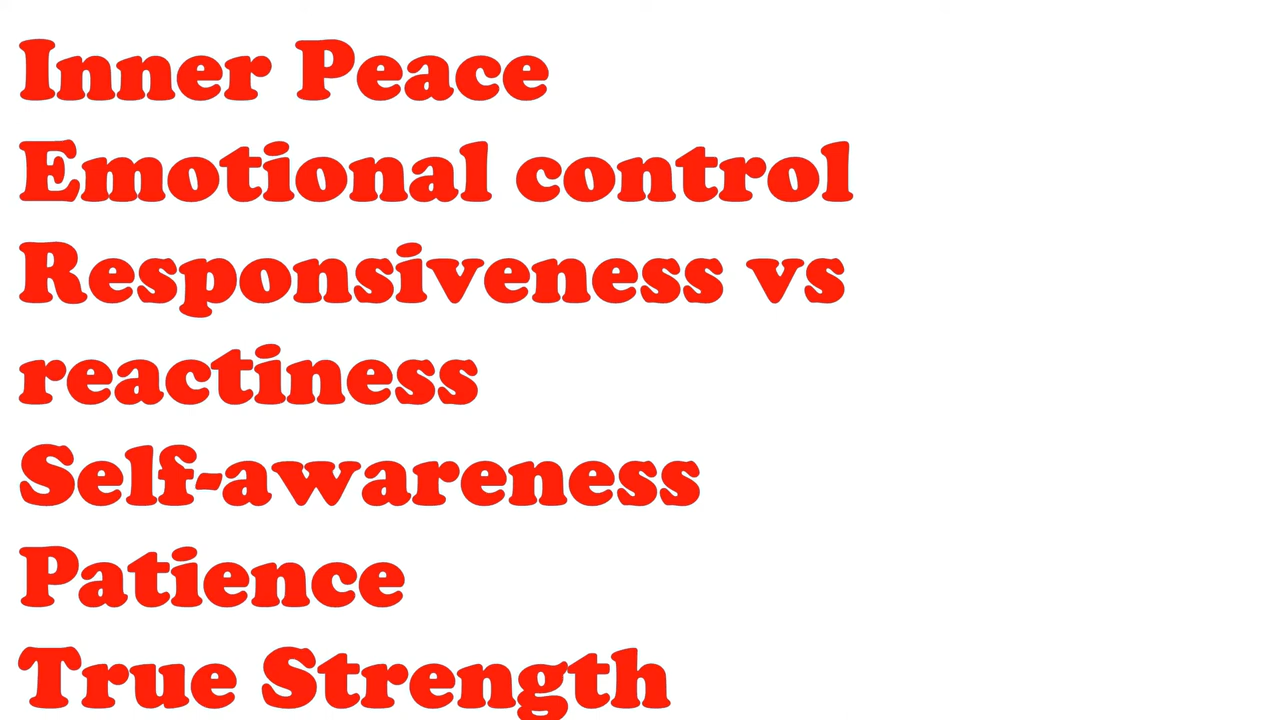 Inner Peace
Emotional control
Responsiveness vs
reactiness
Self-awareness
Patience
True Strength